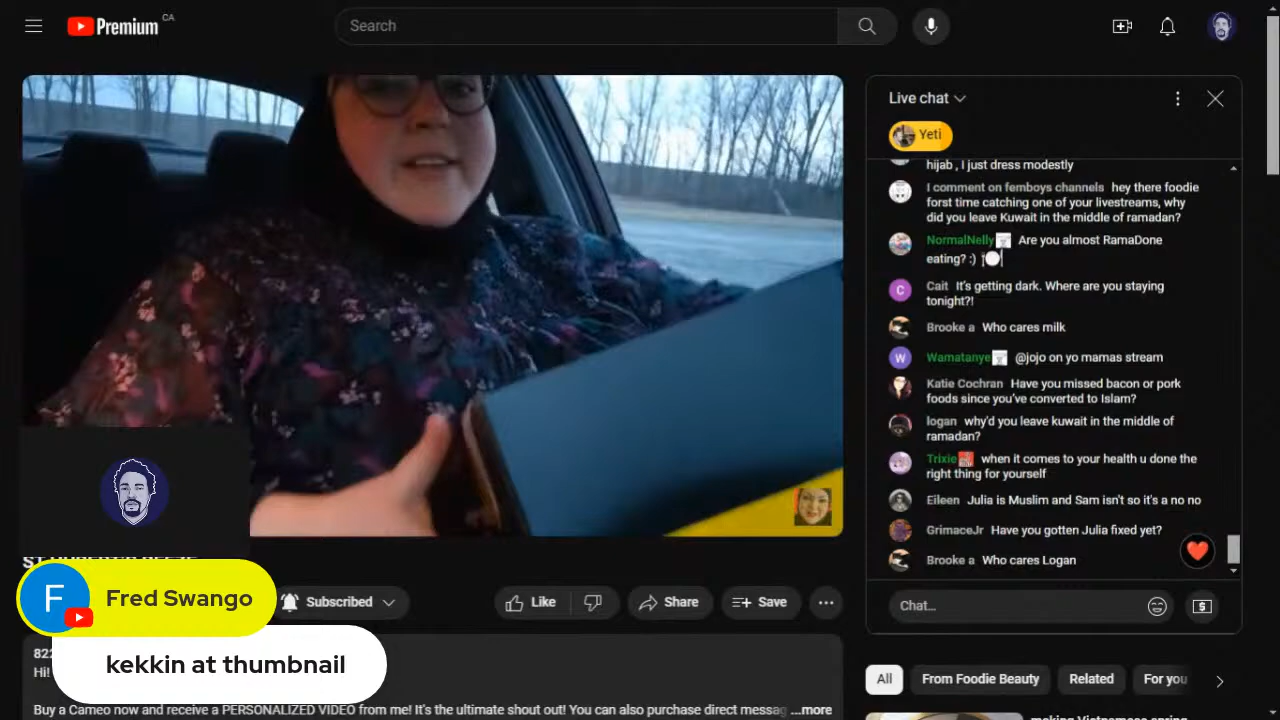 Premium CA
Search
Live chat
Yeti
hijab , I just dress modestly
I comment on femboys channels hey there foodie
forst time catching one of your livestreams, why
did you leave Kuwait in the middle of ramadan?
NormalNelly Are you almost RamaDone
eating? :)
C
Cait It's getting dark. Where are you staying
tonight?!
Brooke a Who cares milk
W
Wamatanye @jojo on yo mamas stream
Katie Cochran Have you missed bacon or pork
foods since you've converted to Islam?
logan why'd you leave kuwait in the middle of
ramadan?
Trixie when it comes to your health u done the
right thing for yourself
Eileen Julia is Muslim and Sam isn't so it's a no no
GrimaceJr Have you gotten Julia fixed yet?
Brooke a Who cares Logan
Chat...
F
Fred Swango
kekkin at thumbnail
Subscribed
Like
Share
Save
822
Hi!
Buy a Cameo now and receive a PERSONALIZED VIDEO from me! It's the ultimate shout out! You can also purchase direct messag ...more
All
From Foodie Beauty
Related
For you
making Vietnamese spring